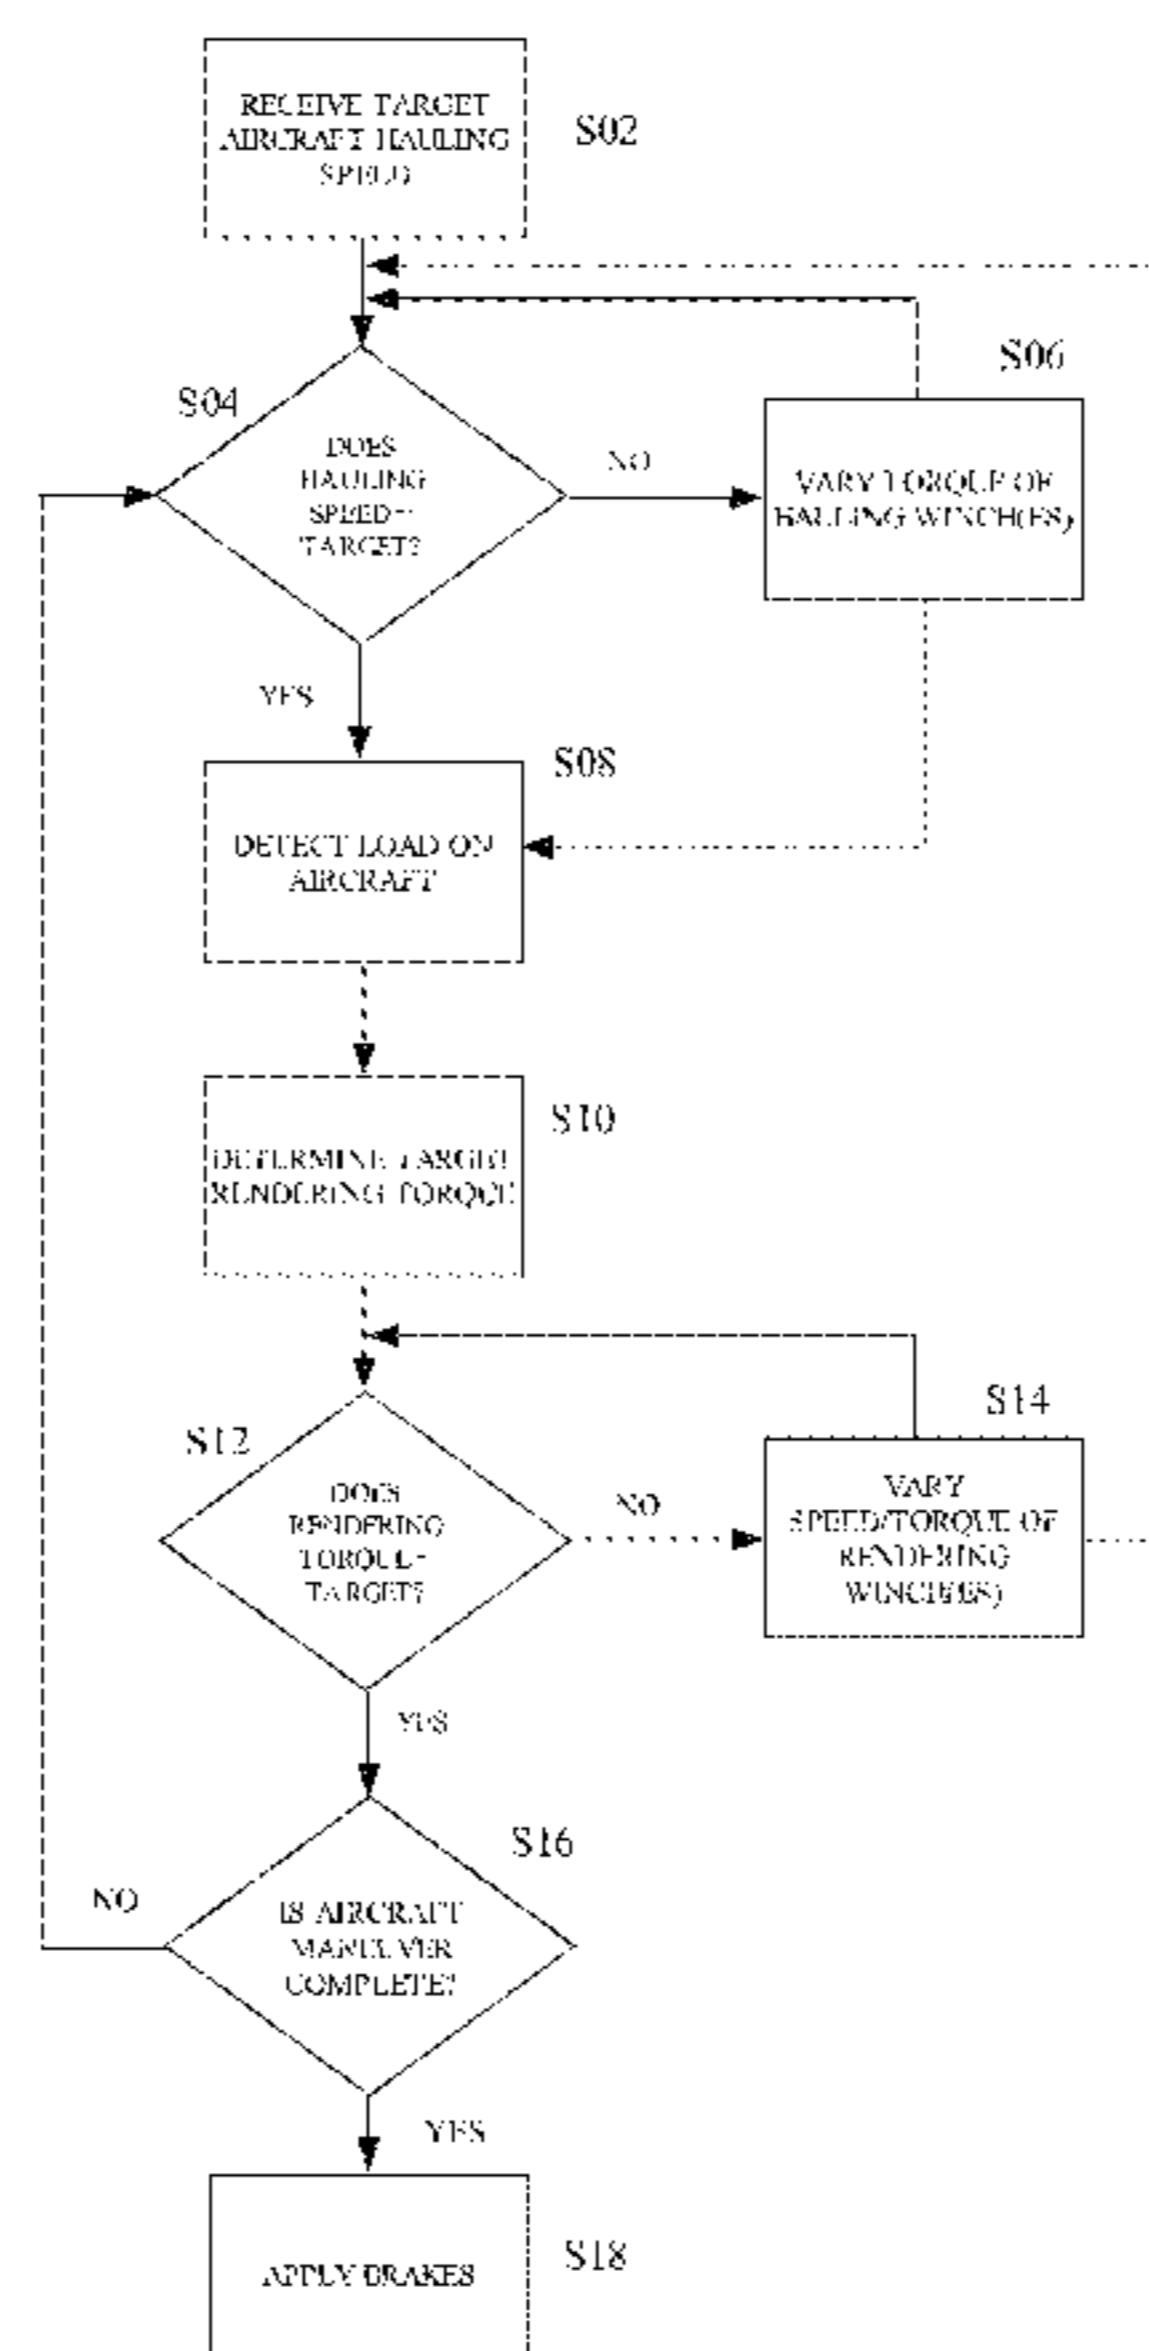 RECEIVE TARGET
AIRCRAFT HAULING
SPEED
S02
S04
DOES
HAULING
SPEED=
TARGET?
NO
S06
VARY TORQUE OF
HAULING WINCH(ES)
YES
S08
DETECT LOAD ON
AIRCRAFT
S10
DETERMINE TARGET
RENDERING TORQUE
S12
DOES
RENDERING
TORQUE=
TARGET?
NO
S14
VARY
SPEED/TORQUE OF
RENDERING
WINCH(ES)
YES
S16
IS AIRCRAFT
MANEUVER
COMPLETE?
NO
YES
S18
APPLY BRAKES